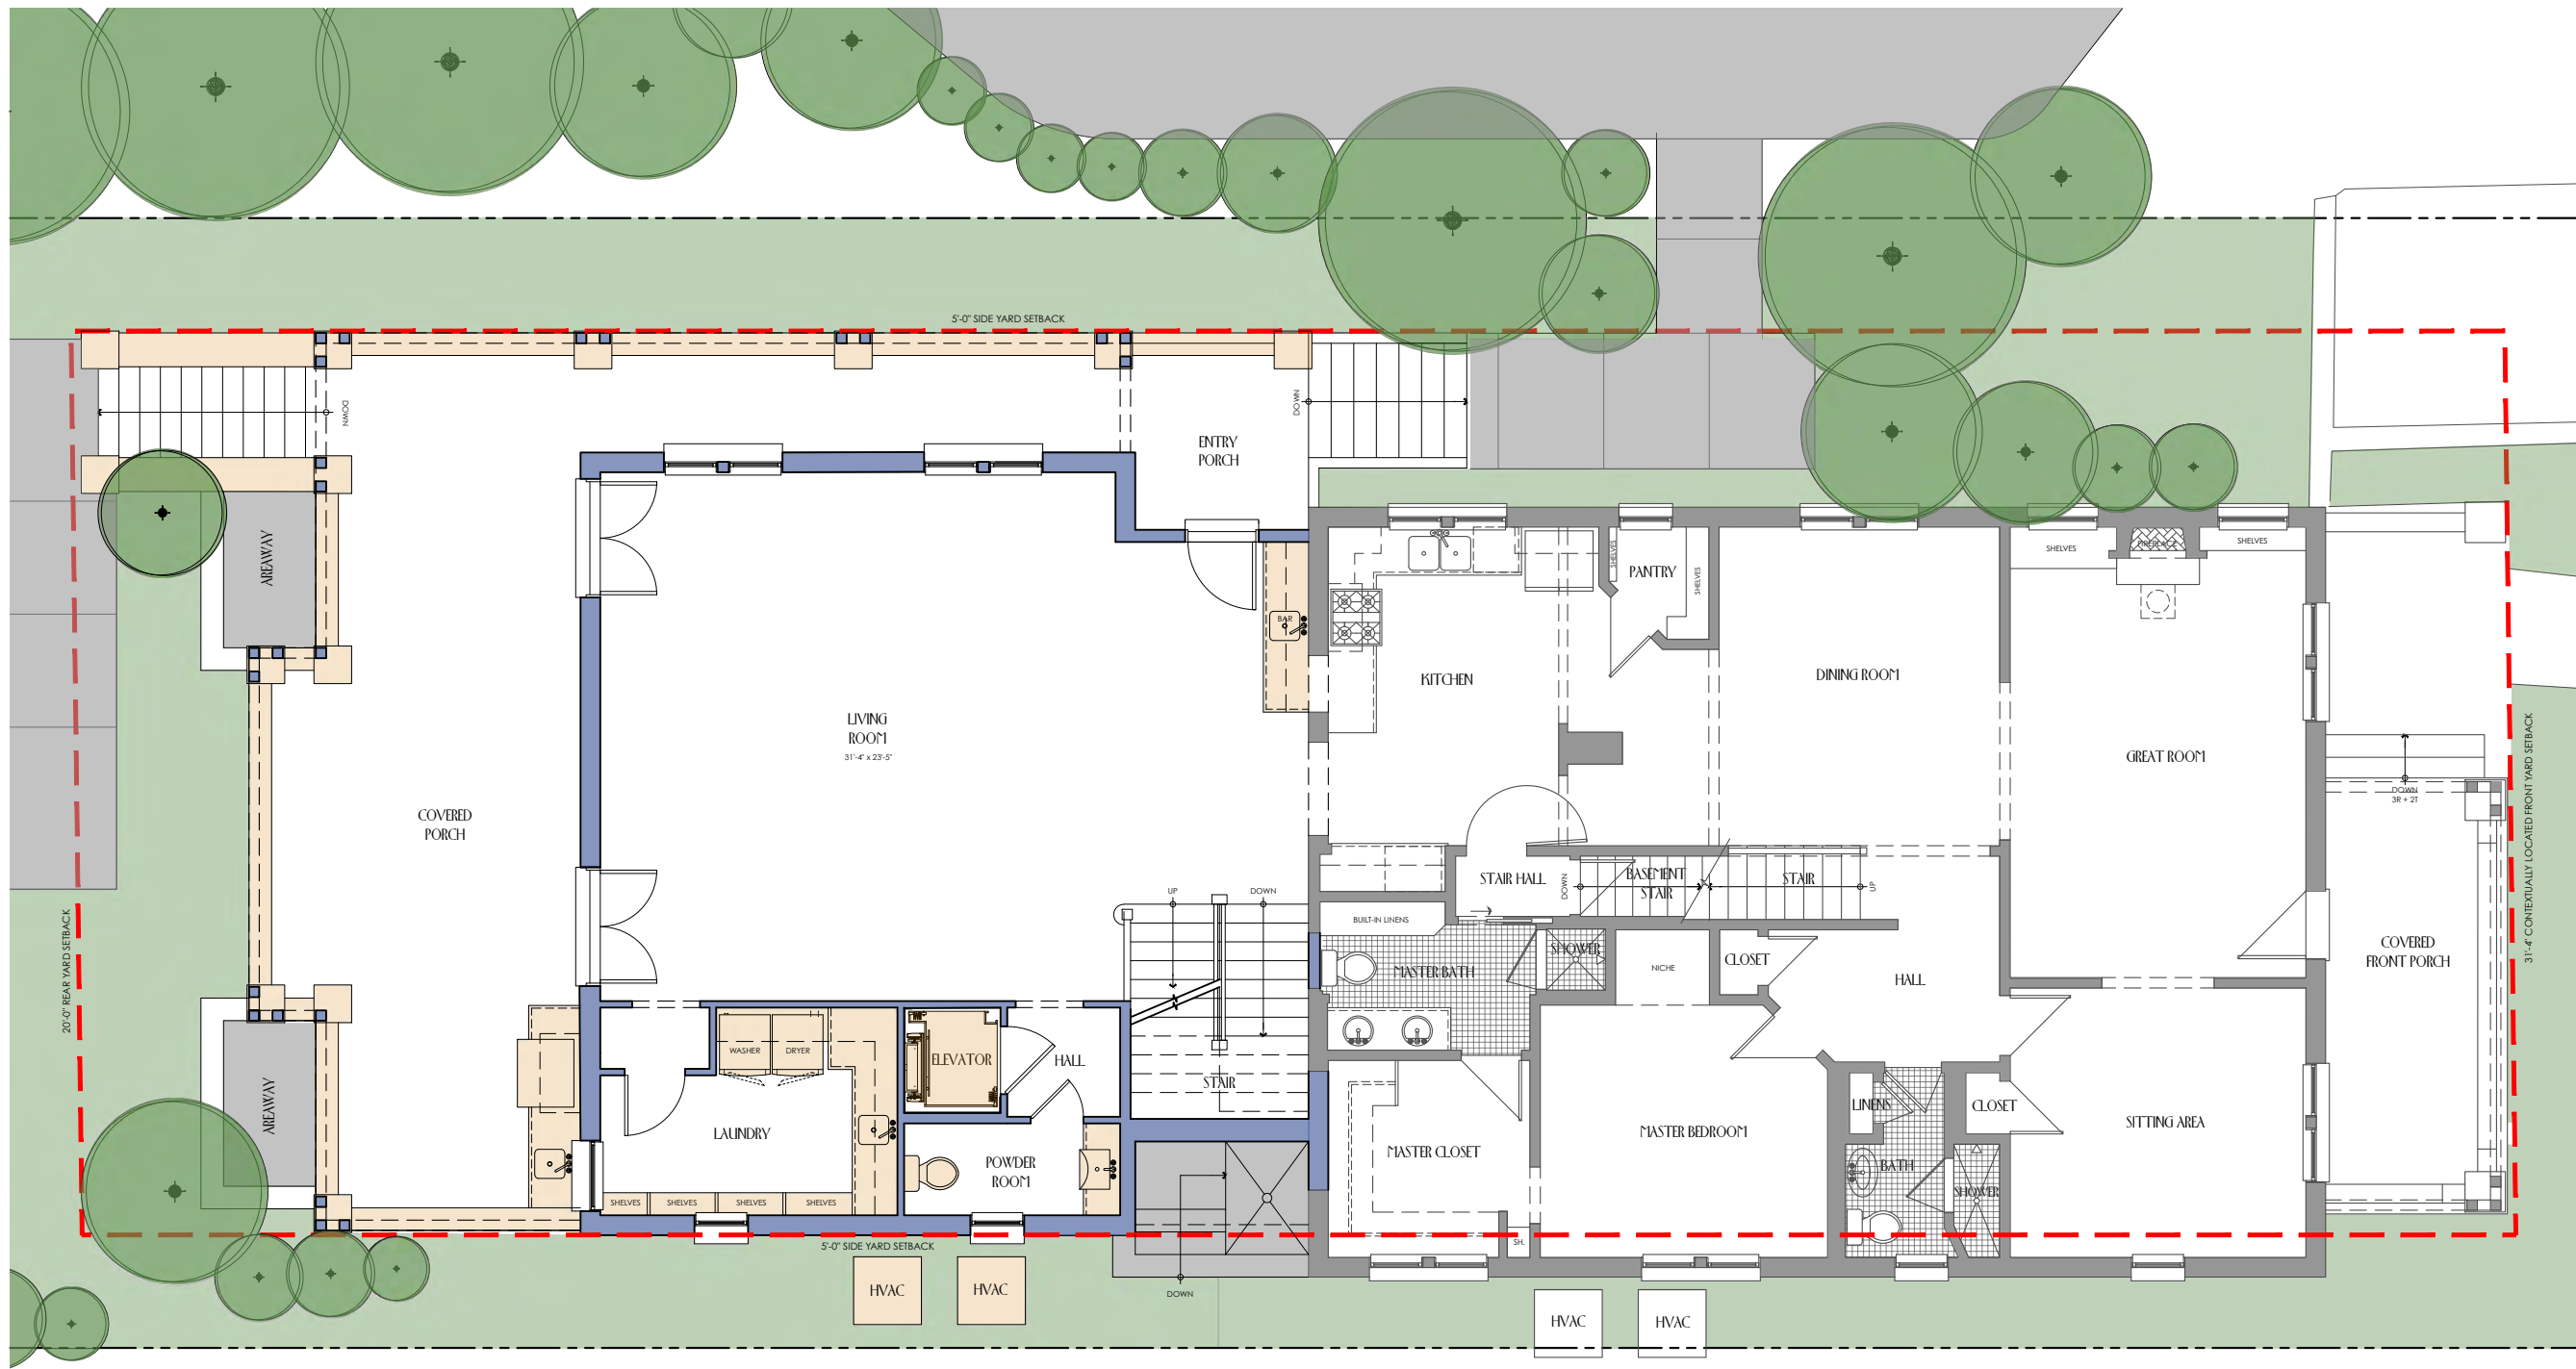 5'-0" SIDE YARD SETBACK
DOWN
DOWN
ENTRY
PORCH
AREAWAY
BAR
SHELVES
PANTRY
SHELVES
SHELVES
FIREPLACE
SHELVES
KITCHEN
DINING ROOM
LIVING
ROOM
31'-4" x 23'-5"
GREAT ROOM
DOWN
3R + 2T
COVERED
PORCH
31'-4' CONTEXTUALLY LOCATED FRONT YARD SETBACK
20'-0" REAR YARD SETBACK
UP
DOWN
STAIR HALL
DOWN
BASEMENT
STAIR
STAIR
UP
BUILT-IN LINENS
MASTER BATH
SHOWER
NICHE
CLOSET
HALL
COVERED
FRONT PORCH
WASHER
DRYER
ELEVATOR
HALL
STAIR
AREAWAY
LAUNDRY
POWDER
ROOM
MASTER CLOSET
MASTER BEDROOM
LINENS
CLOSET
SITTING AREA
BATH
SHOWER
SHELVES
SHELVES
SHELVES
SHELVES
SH.
5'-0" SIDE YARD SETBACK
HVAC
HVAC
DOWN
HVAC
HVAC